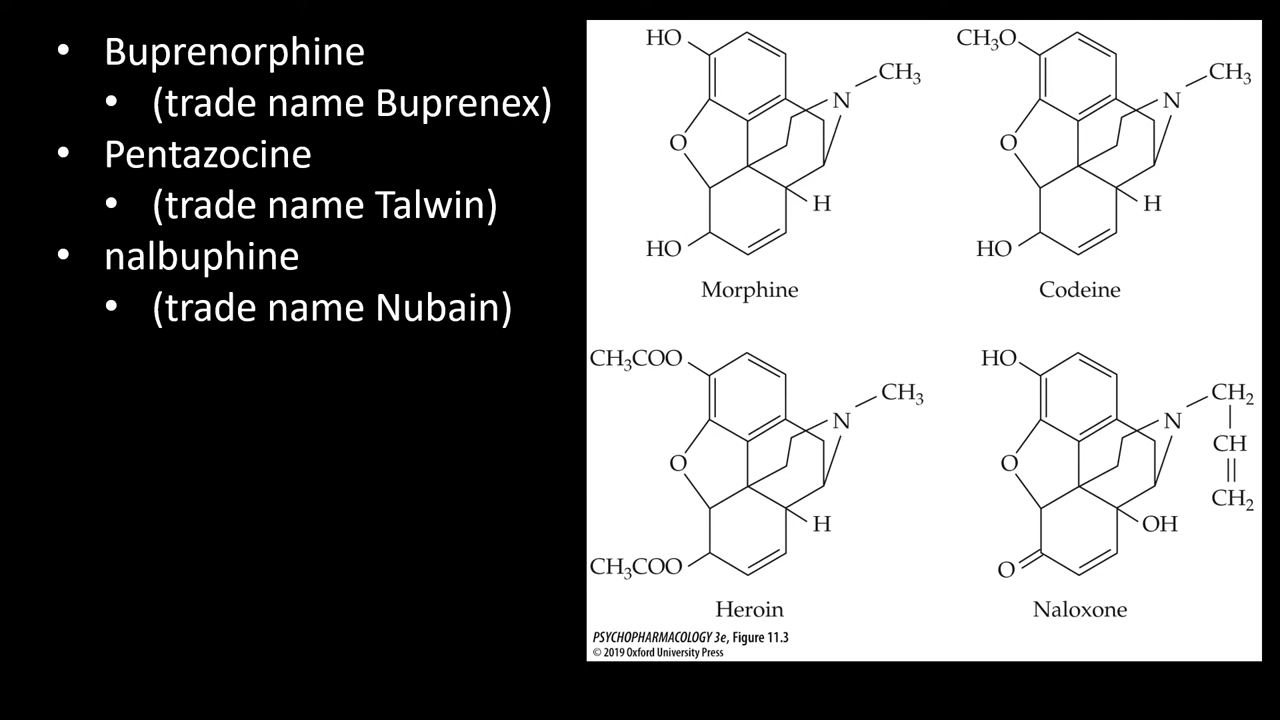 • Buprenorphine
• (trade name Buprenex)
• Pentazocine
• (trade name Talwin)
• nalbuphine
• (trade name Nubain)
HO
CH₃
N
O
H
HO
Morphine
CH₃O
CH₃
N
O
H
HO
Codeine
CH₃COO
CH₃
N
O
H
CH₃COO
Heroin
HO
CH₂
N
CH
O
CH₂
OH
O
Naloxone
PSYCHOPHARMACOLOGY 3e, Figure 11.3
© 2019 Oxford University Press